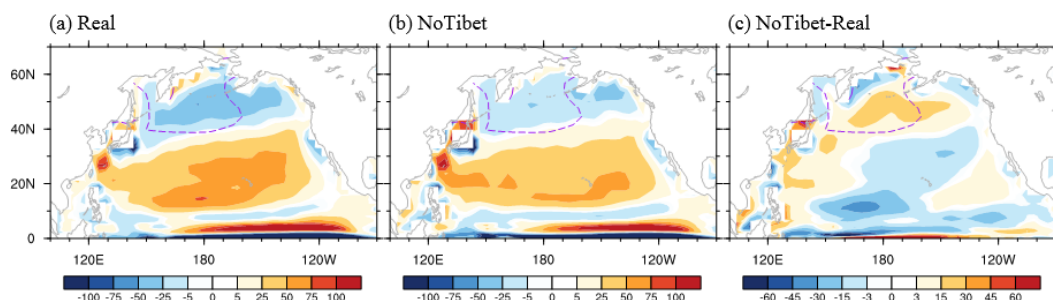 (a) Real
(b) NoTibet
(c) NoTibet-Real
60N
40N
20N
0
120E 180 120W
120E 180 120W
120E 180 120W
-100 -75 -50 -25 -5 0 5 25 50 75 100
-100 -75 -50 -25 -5 0 5 25 50 75 100
-60 -45 -30 -15 -3 0 3 15 30 45 60